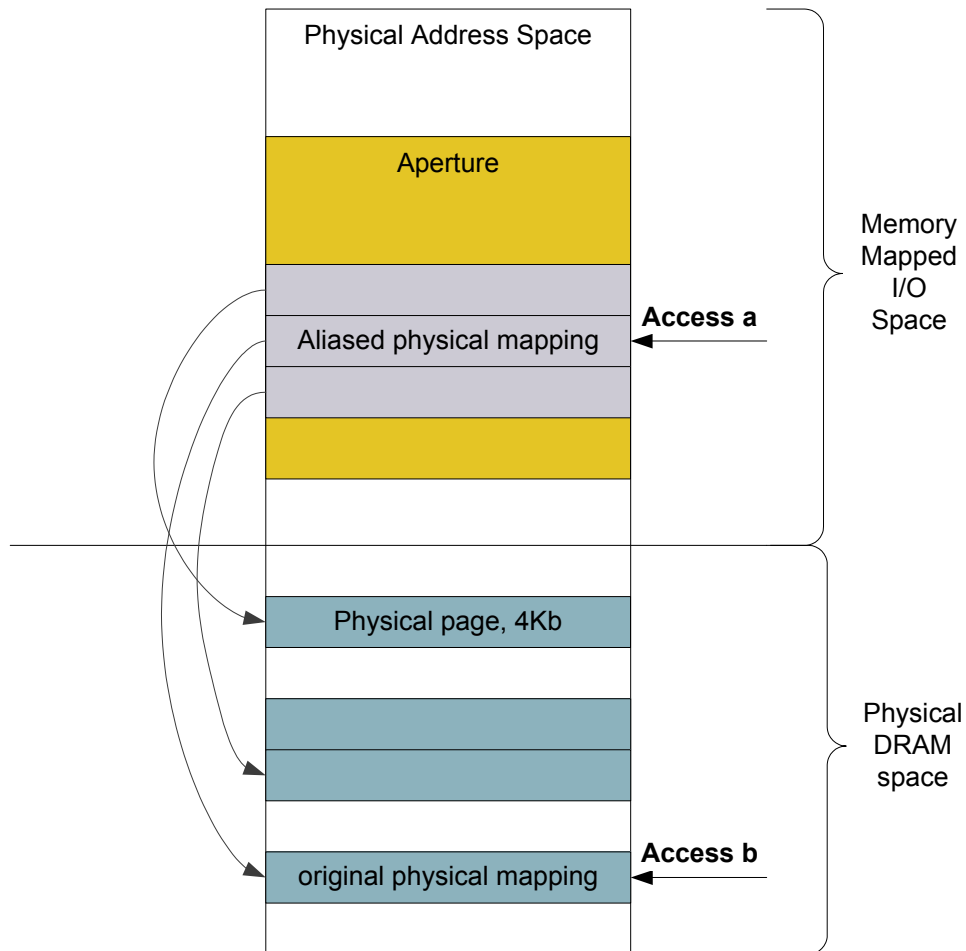 Physical Address Space
Aperture
Memory
Mapped
I/O
Space
Access a
Aliased physical mapping
Physical page, 4Kb
Physical
DRAM
space
Access b
original physical mapping